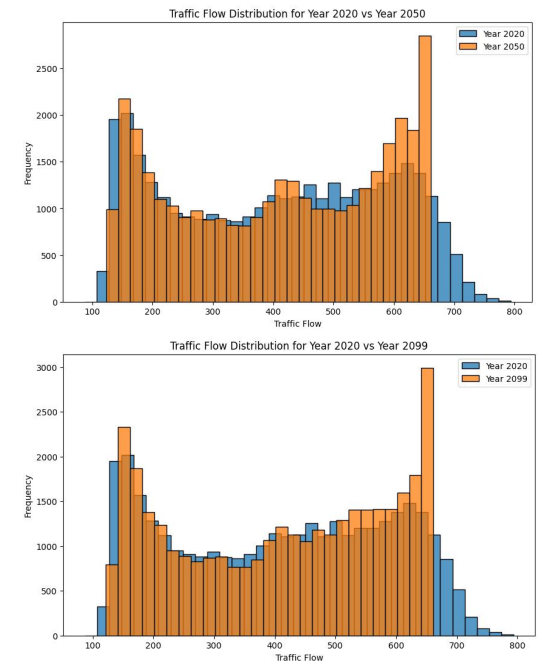 Traffic Flow Distribution for Year 2020 vs Year 2050
Year 2020
Year 2050
2500
2000
1500
1000
500
0
Frequency
100 200 300 400 500 600 700 800
Traffic Flow
Traffic Flow Distribution for Year 2020 vs Year 2099
Year 2020
Year 2099
3000
2500
2000
1500
1000
500
0
Frequency
100 200 300 400 500 600 700 800
Traffic Flow